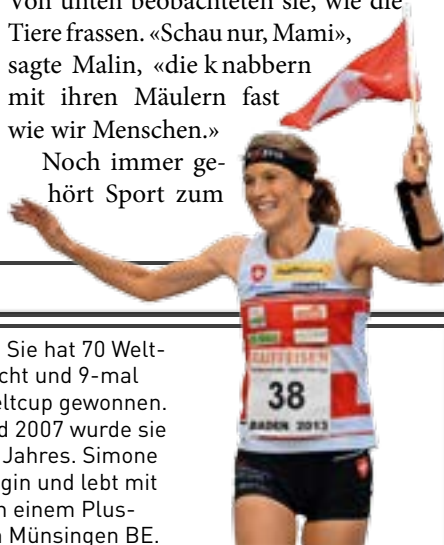 Von unten beobachteten sie, wie die
Tiere frassen. «Schau nur, Mami»,
sagte Malin, «die k nabbern
mit ihren Mäulern fast
wie wir Menschen.»
Noch immer ge-
hört Sport zum
RAIFFEISEN
38
BADEN 2013
Sie hat 70 Welt-
cht und 9-mal
eltcup gewonnen.
d 2007 wurde sie
Jahres. Simone
gin und lebt mit
n einem Plus-
n Münsingen BE.